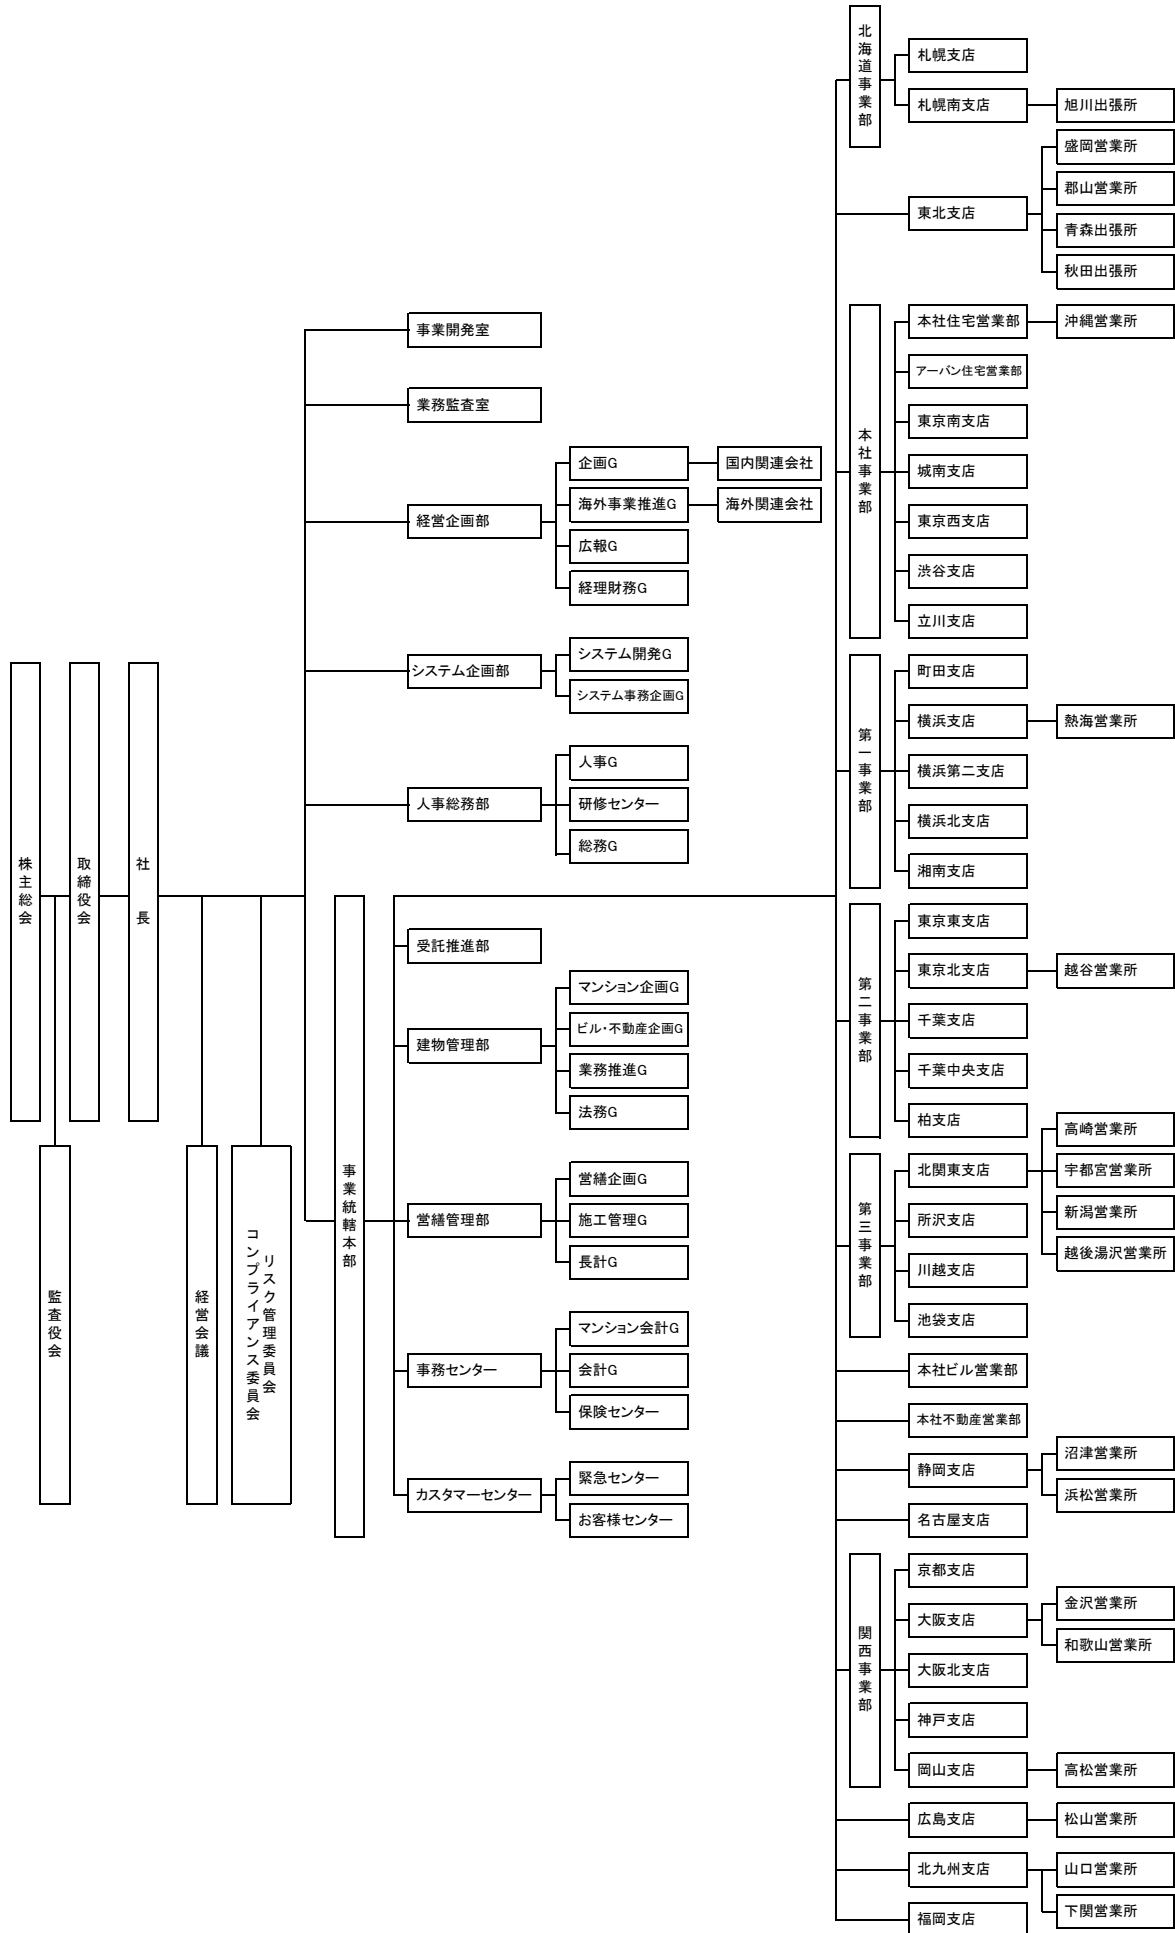 株主総会
監査役会
取締役会
社長
経営会議
リスク管理委員会
コンプライアンス委員会
事業開発室
業務監査室
経営企画部
企画G
国内関連会社
海外事業推進G
海外関連会社
広報G
経理財務G
システム企画部
システム開発G
システム事務企画G
人事総務部
人事G
研修センター
総務G
事業統轄本部
受託推進部
建物管理部
マンション企画G
ビル・不動産企画G
業務推進G
法務G
営繕管理部
営繕企画G
施工管理G
長計G
事務センター
マンション会計G
会計G
保険センター
カスタマーセンター
緊急センター
お客様センター
北海道事業部
札幌支店
札幌南支店
旭川出張所
東北支店
盛岡営業所
郡山営業所
青森出張所
秋田出張所
本社事業部
本社住宅営業部
沖縄営業所
アーバン住宅営業部
東京南支店
城南支店
東京西支店
渋谷支店
立川支店
第一事業部
町田支店
横浜支店
熱海営業所
横浜第二支店
横浜北支店
湘南支店
第二事業部
東京東支店
東京北支店
越谷営業所
千葉支店
千葉中央支店
柏支店
第三事業部
北関東支店
高崎営業所
宇都宮営業所
新潟営業所
越後湯沢営業所
所沢支店
川越支店
池袋支店
本社ビル営業部
本社不動産営業部
静岡支店
沼津営業所
浜松営業所
名古屋支店
関西事業部
京都支店
大阪支店
金沢営業所
和歌山営業所
大阪北支店
神戸支店
岡山支店
高松営業所
広島支店
松山営業所
北九州支店
山口営業所
下関営業所
福岡支店